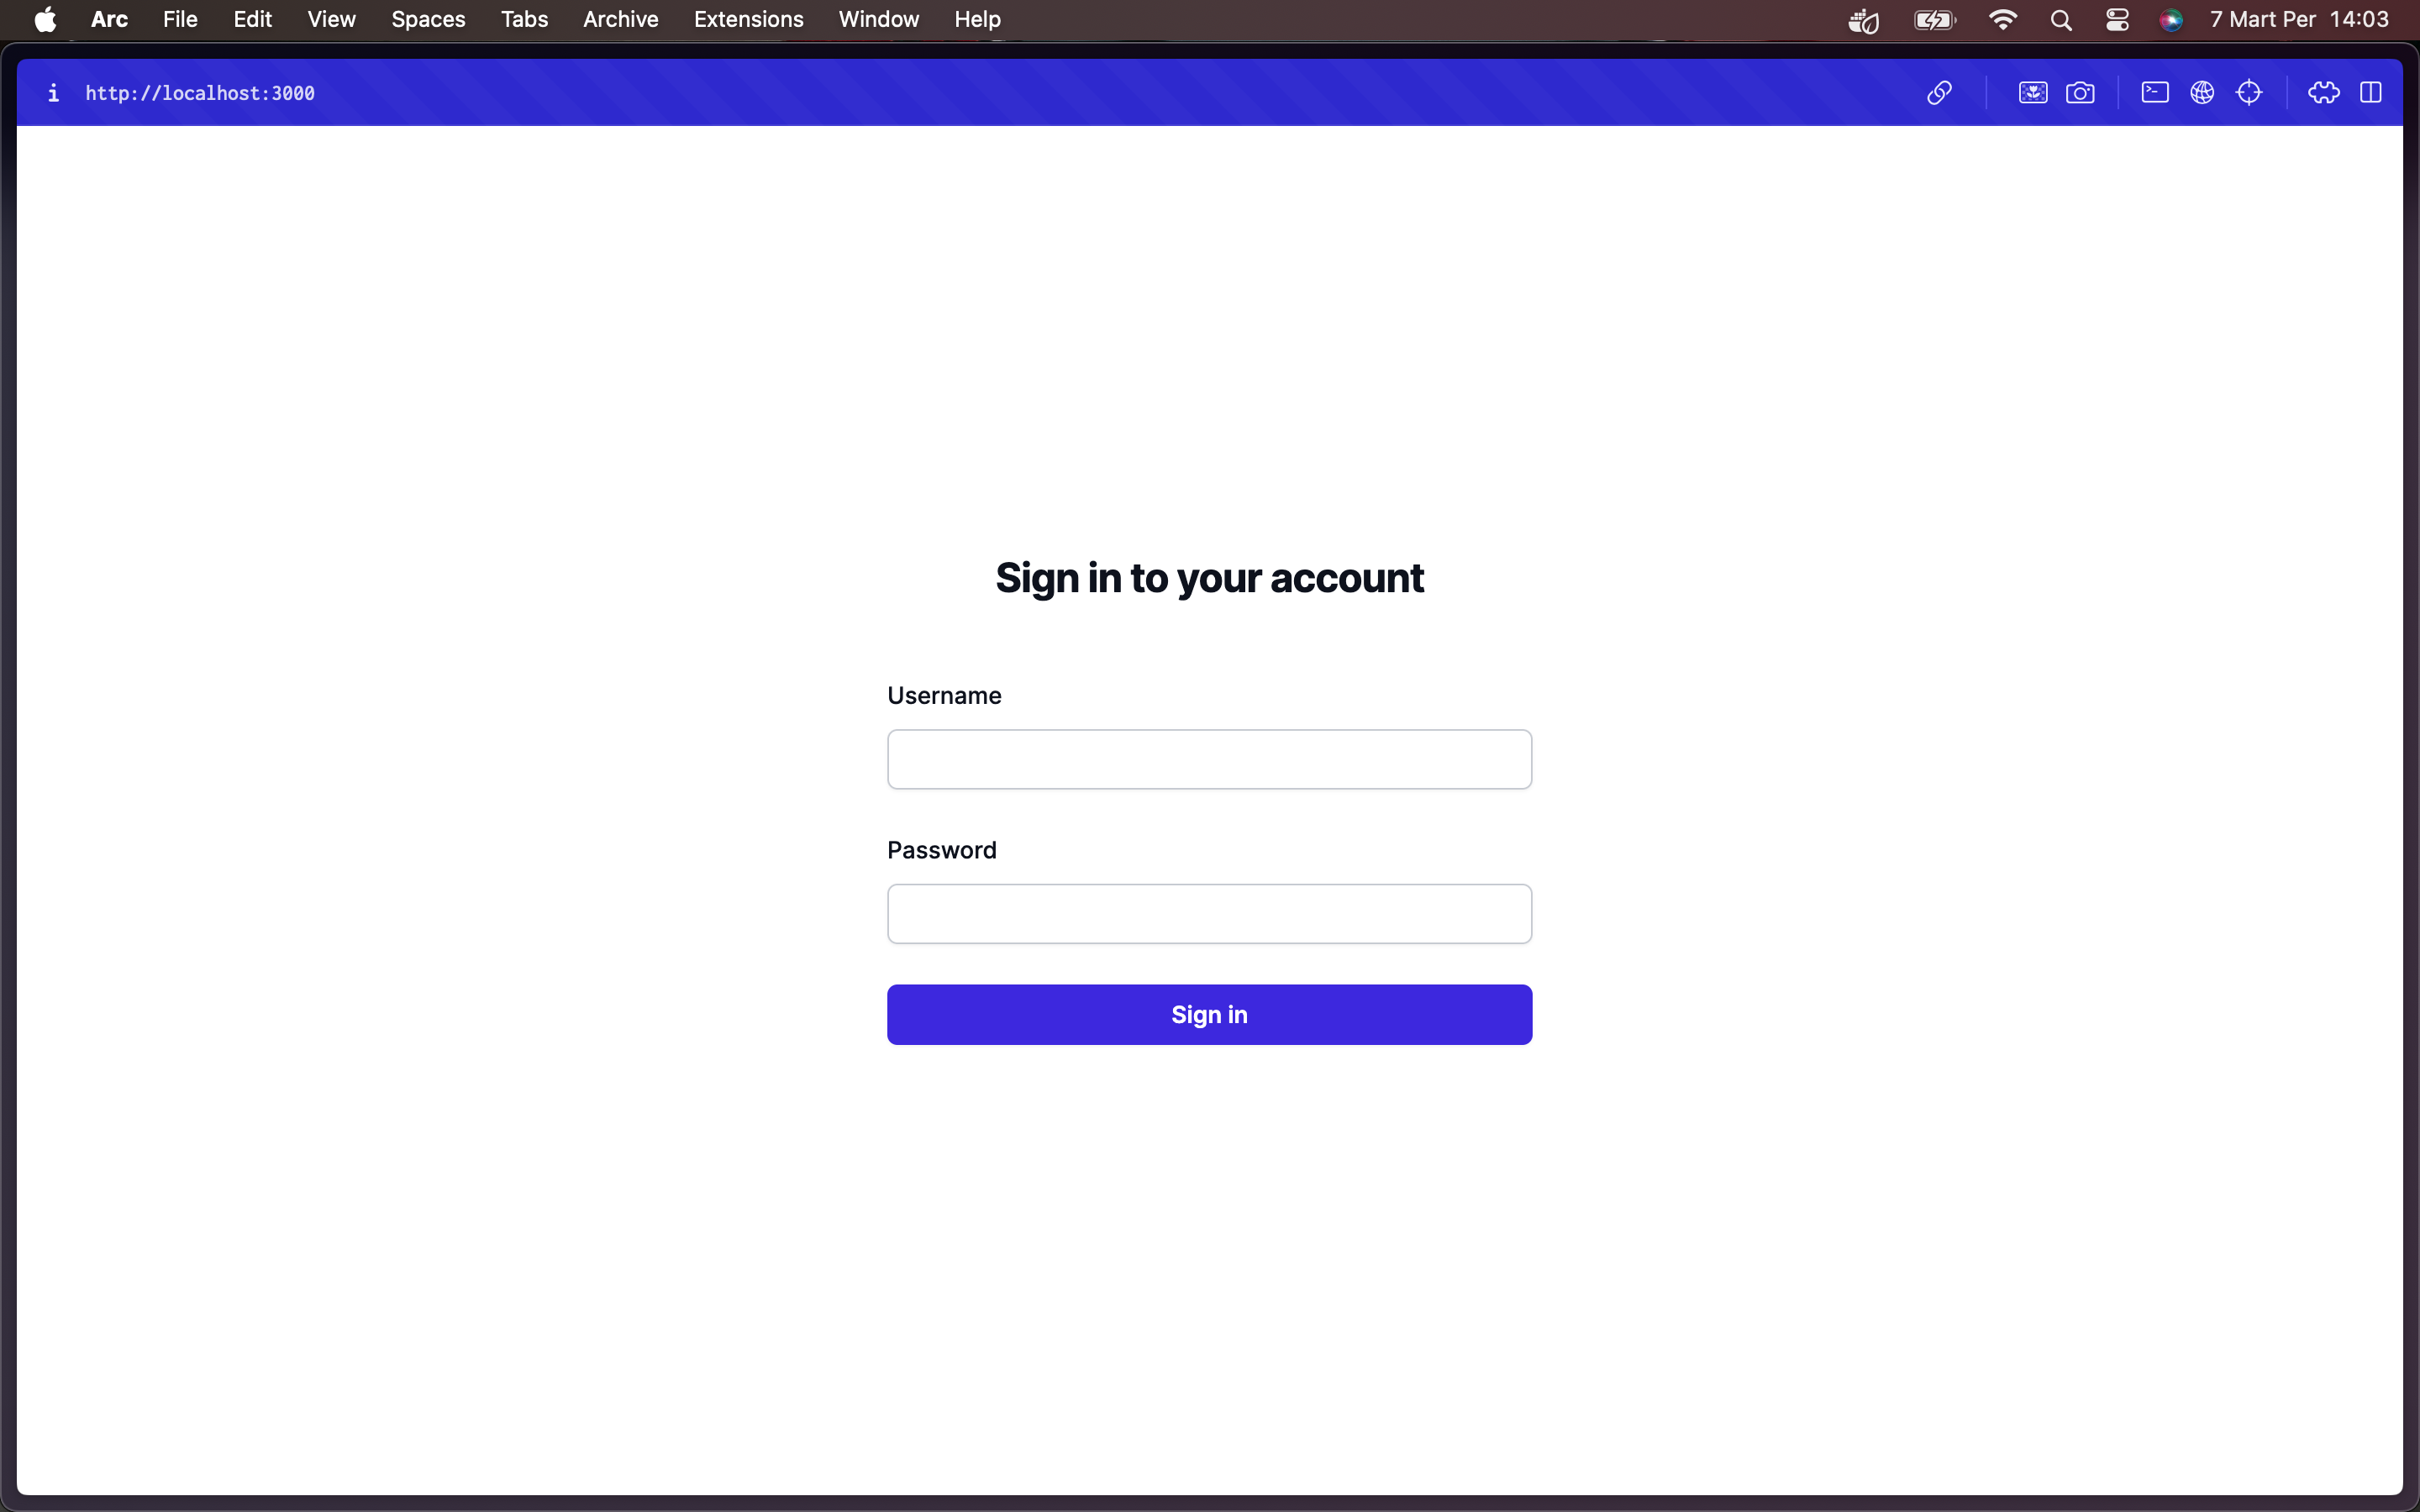 Arc File Edit View Spaces Tabs Archive Extensions Window Help 7 Mart Per 14:03
http://localhost:3000
Sign in to your account
Username
Password
Sign in